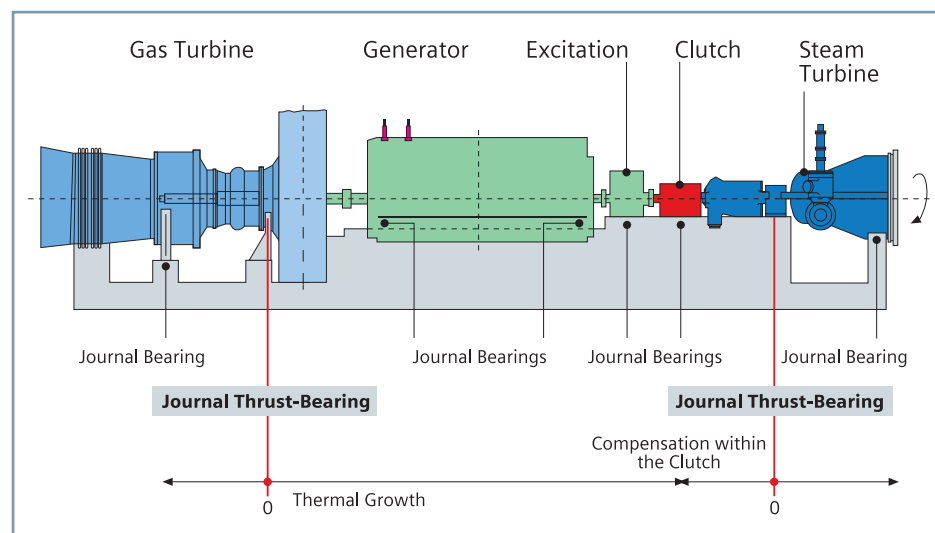 Gas Turbine
Generator
Excitation
Clutch
Steam
Turbine
Journal Bearing
Journal Bearings
Journal Bearings
Journal Bearing
Journal Thrust-Bearing
Journal Thrust-Bearing
Compensation within
the Clutch
Thermal Growth
0
0